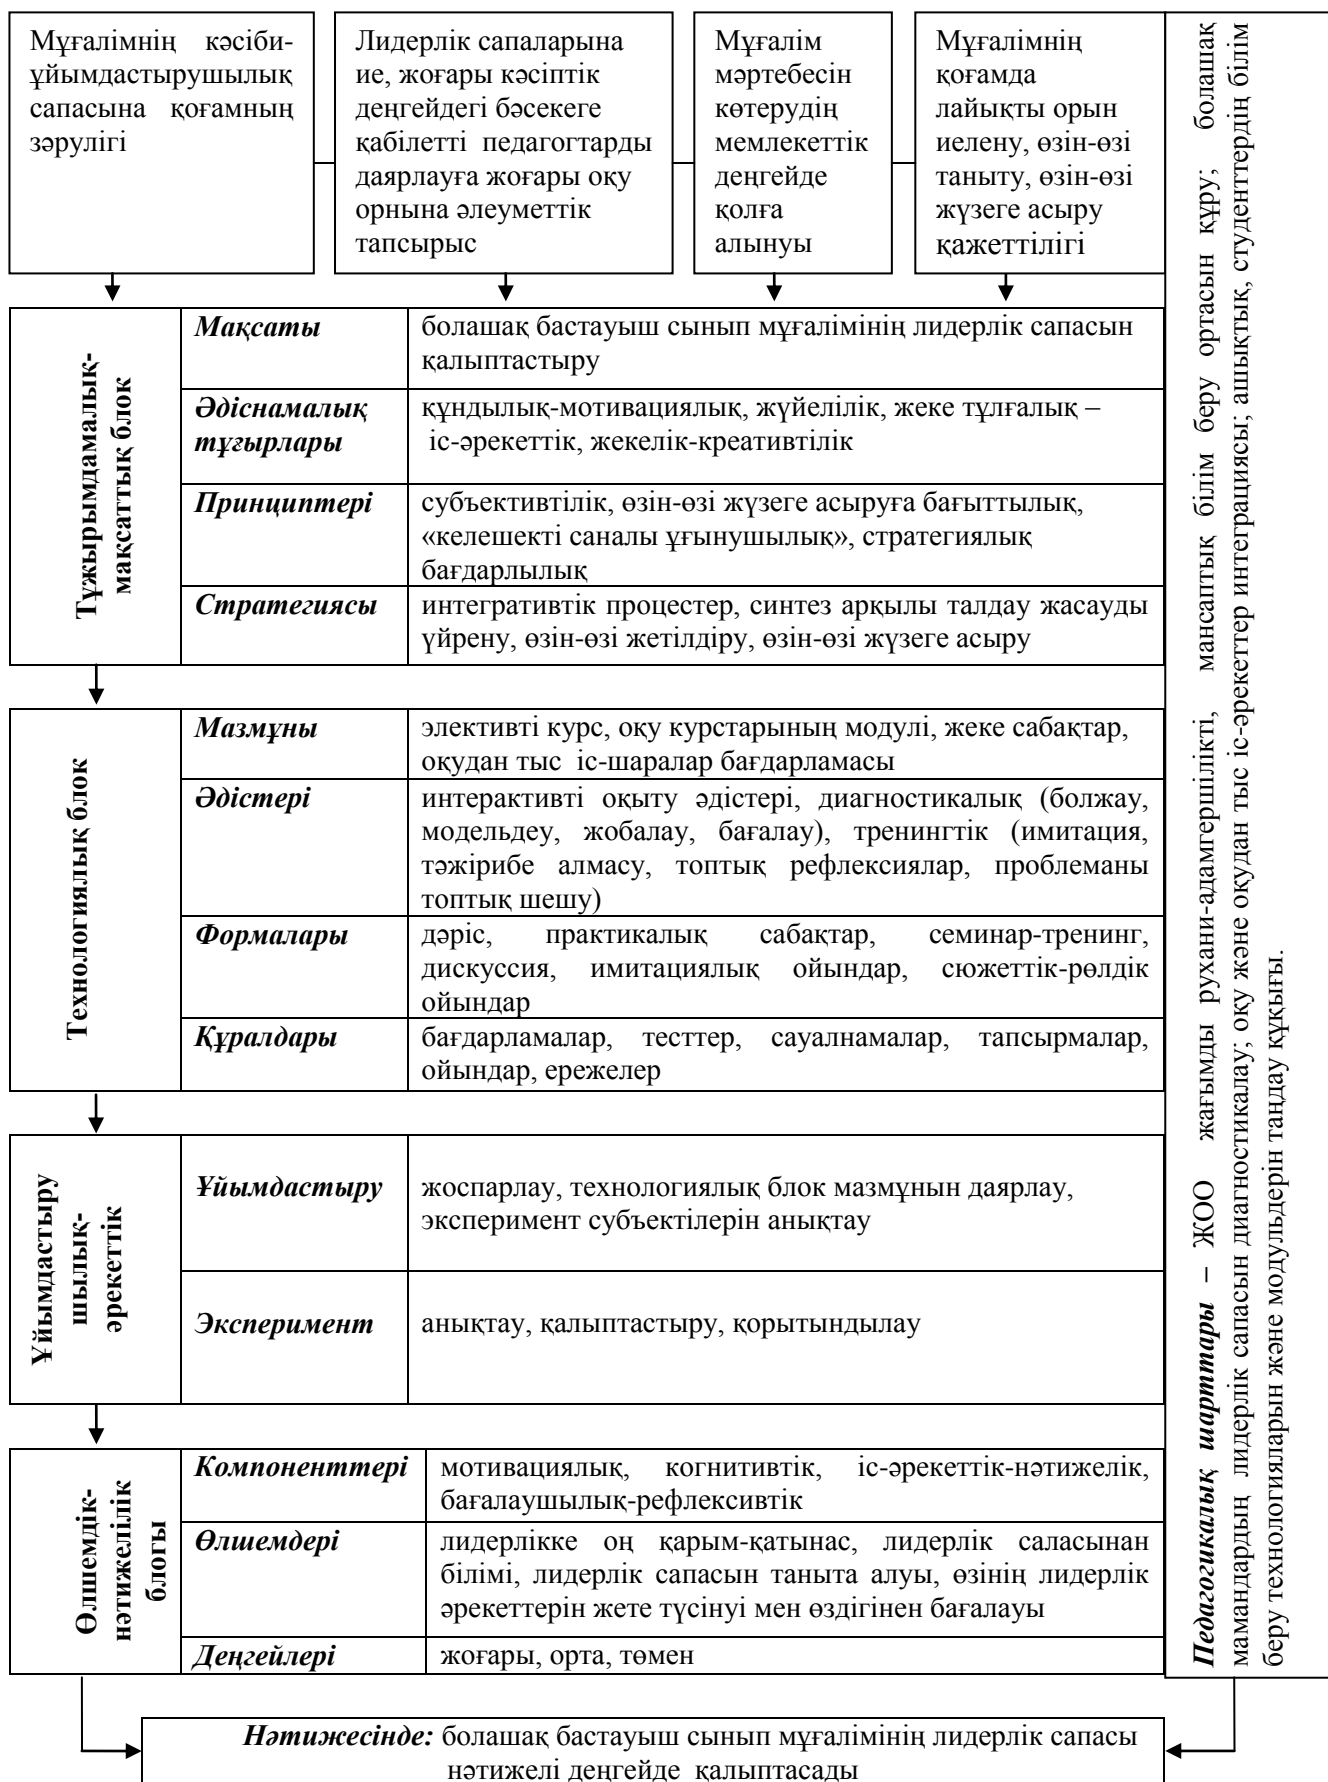 Мұғалімнің кәсіби-
ұйымдастырушылық
сапасына қоғамның
зәрулігі
Лидерлік сапаларына
ие, жоғары кәсіптік
деңгейдегі бәсекеге
қабілетті педагогтарды
даярлауға жоғары оқу
орнына әлеуметтік
тапсырыс
Мұғалім
мәртебесін
көтерудің
мемлекеттік
деңгейде
қолға
алынуы
Мұғалімнің
қоғамда
лайықты орын
иелену, өзін-өзі
таныту, өзін-өзі
жүзеге асыру
қажеттілігі
Тұжырымдамалық-
мақсаттық блок
Мақсаты
болашақ бастауыш сынып мұғалімінің лидерлік сапасын
қалыптастыру
Әдіснамалық
тұғырлары
құндылық-мотивациялық, жүйелілік, жеке тұлғалық –
іс-әрекеттік, жекелік-креативтілік
Принциптері
субъективтілік, өзін-өзі жүзеге асыруға бағыттылық,
«келешекті саналы ұғынушылық», стратегиялық
бағдарлылық
Стратегиясы
интегративтік процестер, синтез арқылы талдау жасауды
үйрену, өзін-өзі жетілдіру, өзін-өзі жүзеге асыру
Технологиялық блок
Мазмұны
элективті курс, оқу курстарының модулі, жеке сабақтар,
оқудан тыс іс-шаралар бағдарламасы
Әдістері
интерактивті оқыту әдістері, диагностикалық (болжау,
модельдеу, жобалау, бағалау), тренингтік (имитация,
тәжірибе алмасу, топтық рефлексиялар, проблеманы
топтық шешу)
Формалары
дәріс, практикалық сабақтар, семинар-тренинг,
дискуссия, имитациялық ойындар, сюжеттік-рөлдік
ойындар
Құралдары
бағдарламалар, тесттер, сауалнамалар, тапсырмалар,
ойындар, ережелер
Ұйымдастыру
шылық-
әрекеттік
Ұйымдастыру
жоспарлау, технологиялық блок мазмұнын даярлау,
эксперимент субъектілерін анықтау
Эксперимент
анықтау, қалыптастыру, қорытындылау
Өлшемдік-
нәтижелілік
блогы
Компоненттері
мотивациялық, когнитивтік, іс-әрекеттік-нәтижелік,
бағалаушылық-рефлексивтік
Өлшемдері
лидерлікке оң қарым-қатынас, лидерлік саласынан
білімі, лидерлік сапасын таныта алуы, өзінің лидерлік
әрекеттерін жете түсінуі мен өздігінен бағалауы
Деңгейлері
жоғары, орта, төмен
Педагогикалық шарттары – ЖОО жағымды рухани-адамгершілікті, мансаптық білім беру ортасын құру; болашақ
мамандардың лидерлік сапасын диагностикалау; оқу және оқудан тыс іс-әрекеттер интеграциясы; ашықтық, студенттердің білім
беру технологияларын және модульдерін таңдау құқығы.
Нәтижесінде: болашақ бастауыш сынып мұғалімінің лидерлік сапасы
нәтижелі деңгейде қалыптасады